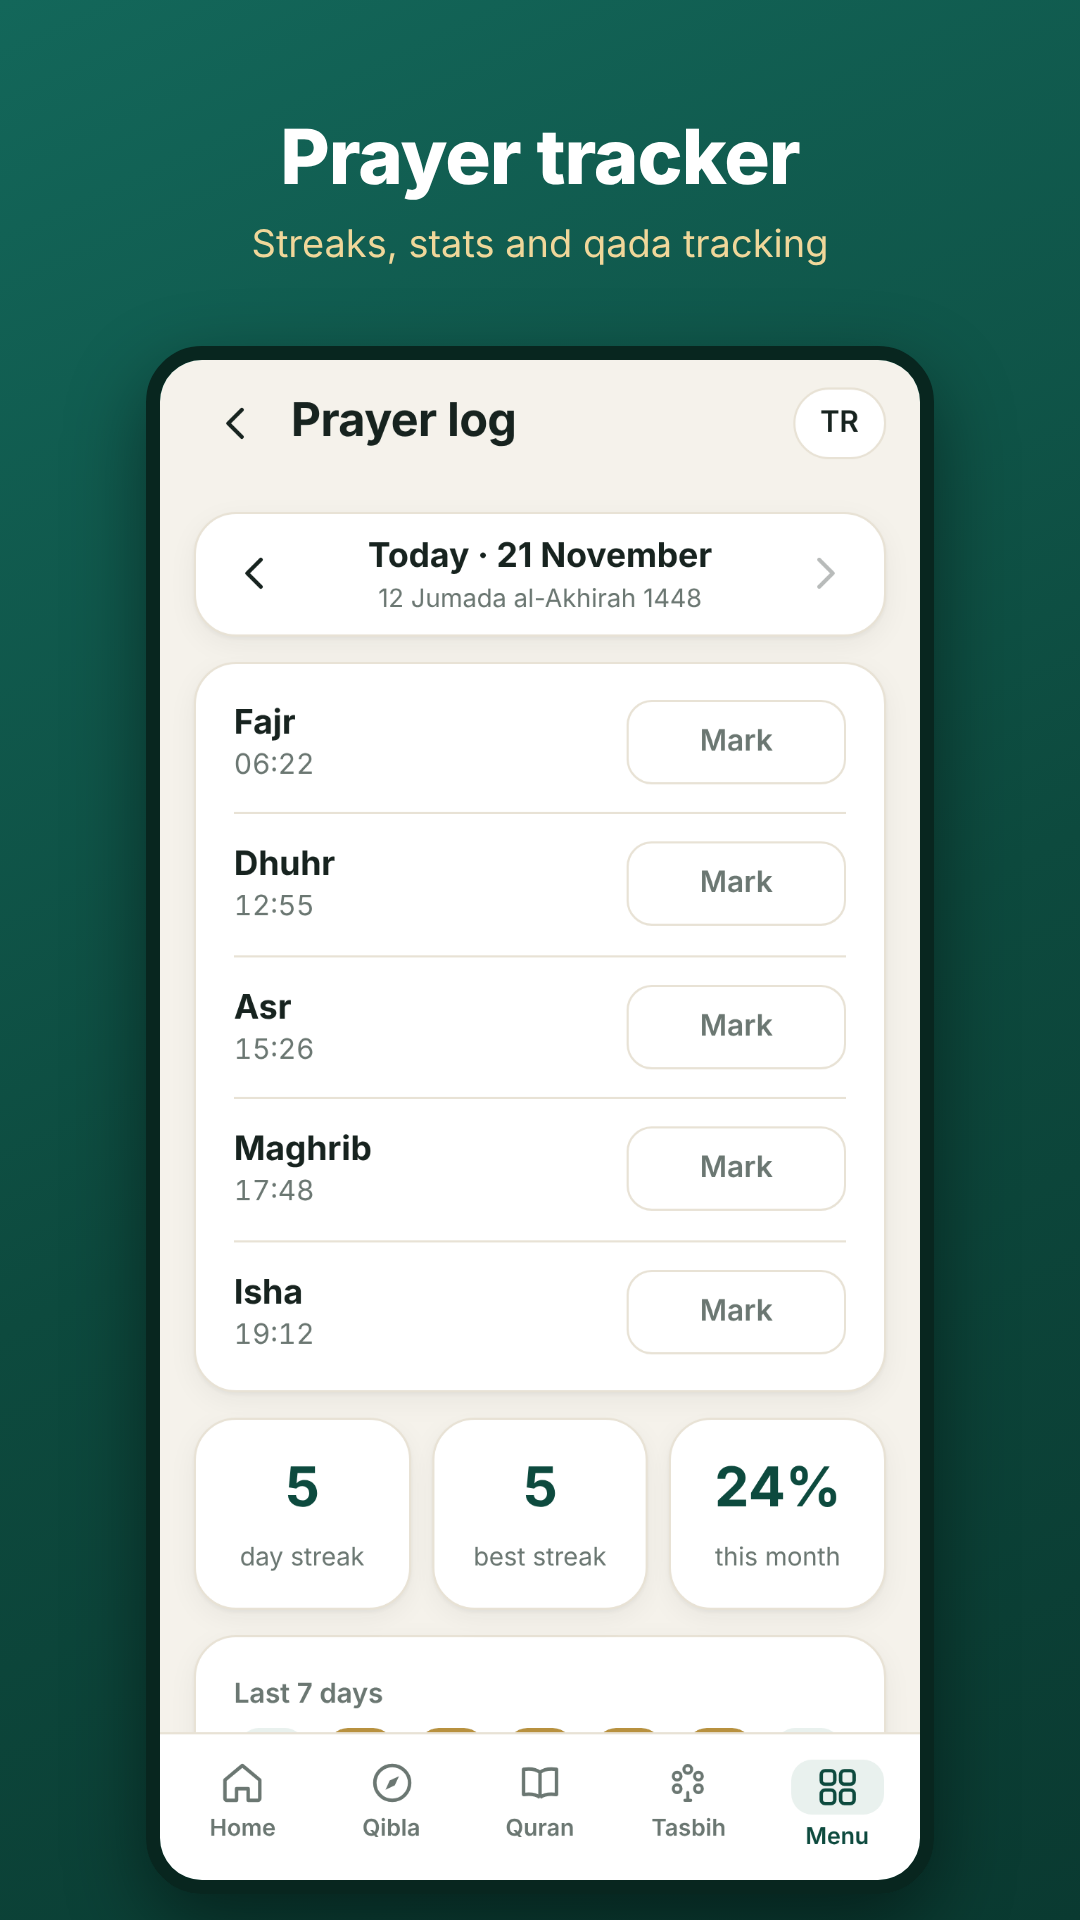 Prayer tracker
Streaks, stats and qada tracking
Prayer log
TR
Today · 21 November
12 Jumada al-Akhirah 1448
Fajr
06:22
Mark
Dhuhr
12:55
Mark
Asr
15:26
Mark
Maghrib
17:48
Mark
Isha
19:12
Mark
5
day streak
5
best streak
24%
this month
Last 7 days
Home
Qibla
Quran
Tasbih
Menu